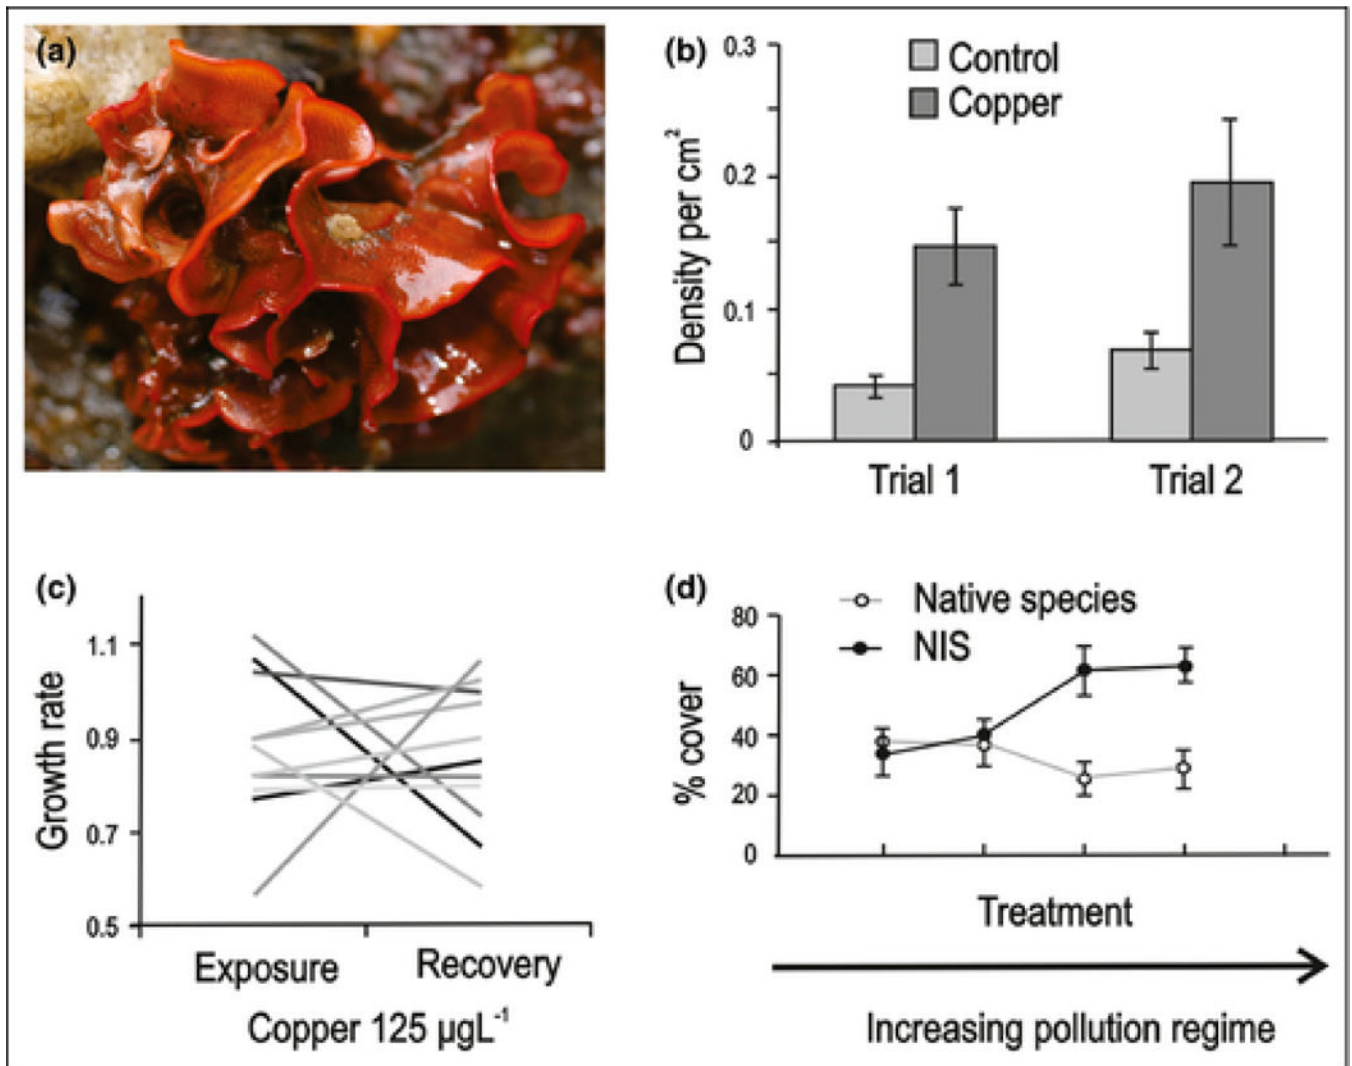 (a)
(b)
0.3
0.2
0.1
0
Density per cm²
Control
Copper
Trial 1
Trial 2
(c)
1.1
0.9
0.7
0.5
Growth rate
Exposure
Recovery
Copper 125 µgL⁻¹
(d)
Native species
NIS
80
60
40
20
0
% cover
Treatment
Increasing pollution regime